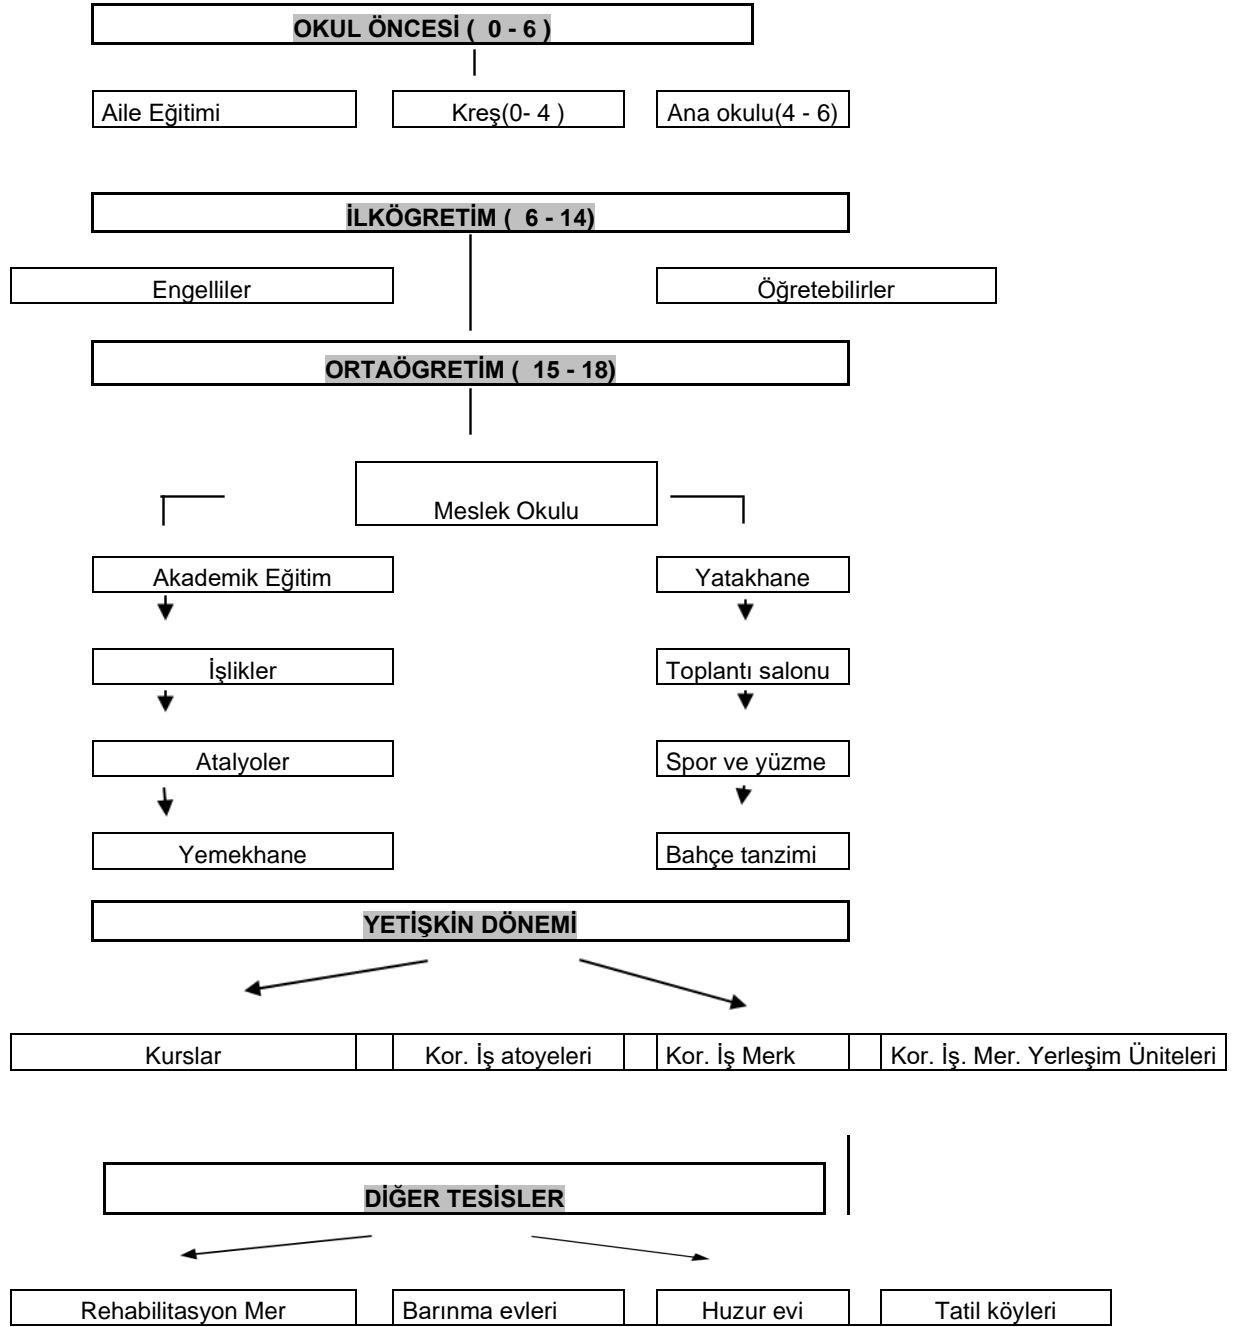 OKUL ÖNCESİ (  0 - 6 )
Aile Eğitimi
Kreş(0- 4 )
Ana okulu(4 - 6)
İLKÖGRETİM (  6 - 14)
Engelliler
Öğretebilirler
ORTAÖGRETİM (  15 - 18)
Meslek Okulu
Akademik Eğitim
Yatakhane
İşlikler
Toplantı salonu
Atalyoler
Spor ve yüzme
Yemekhane
Bahçe tanzimi
YETİŞKİN DÖNEMİ
Kurslar
Kor. İş atoyeleri
Kor. İş Merk
Kor. İş. Mer. Yerleşim Üniteleri
DİĞER TESİSLER
Rehabilitasyon Mer
Barınma evleri
Huzur evi
Tatil köyleri